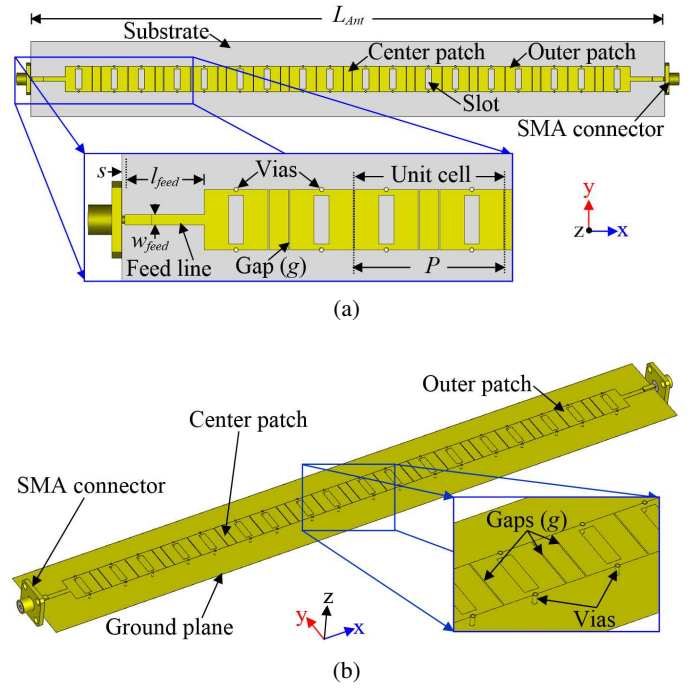 L_Ant
Substrate
Center patch
Outer patch
Slot
SMA connector
s
l_feed
Vias
Unit cell
w_feed
Feed line
Gap (g)
P
y
z
x
(a)
Outer patch
Center patch
SMA connector
Gaps (g)
Vias
Ground plane
z
y
x
(b)